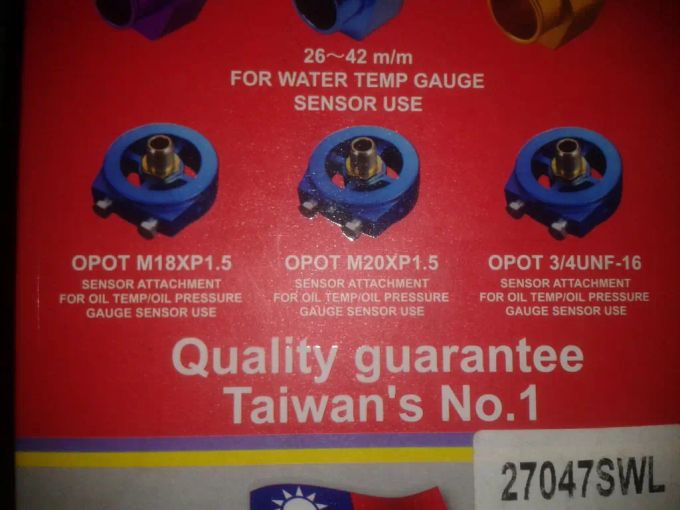 26～42 m/m
FOR WATER TEMP GAUGE
SENSOR USE
OPOT M18XP1.5
SENSOR ATTACHMENT
FOR OIL TEMP/OIL PRESSURE
GAUGE SENSOR USE
OPOT M20XP1.5
SENSOR ATTACHMENT
FOR OIL TEMP/OIL PRESSURE
GAUGE SENSOR USE
OPOT 3/4UNF-16
SENSOR ATTACHMENT
FOR OIL TEMP/OIL PRESSURE
GAUGE SENSOR USE
Quality guarantee
Taiwan's No.1
27047SWL